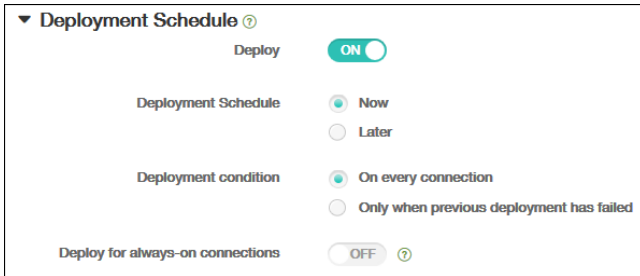 Deployment Schedule
Deploy ON
Deployment Schedule Now
Later
Deployment condition On every connection
Only when previous deployment has failed
Deploy for always-on connections OFF